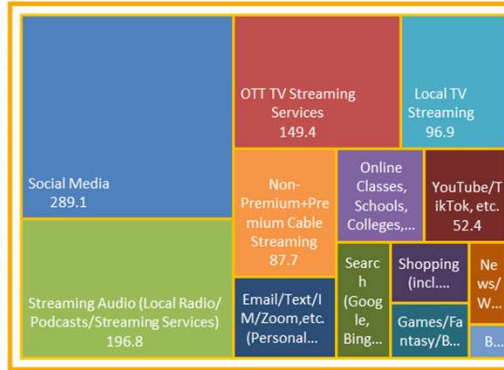 Social Media
289.1
Streaming Audio (Local Radio/
Podcasts/Streaming Services)
196.8
OTT TV Streaming
Services
149.4
Local TV
Streaming
96.9
Non-
Premium+Pre
mium Cable
Streaming
87.7
Online
Classes,
Schools,
Colleges,...
YouTube/T
ikTok, etc.
52.4
Email/Text/I
M/Zoom,etc.
(Personal...
Searc
h
(Goog
le,
Bing...
Shopping
(incl....
Games/Fa
ntasy/B...
Ne
ws/
W...
B...